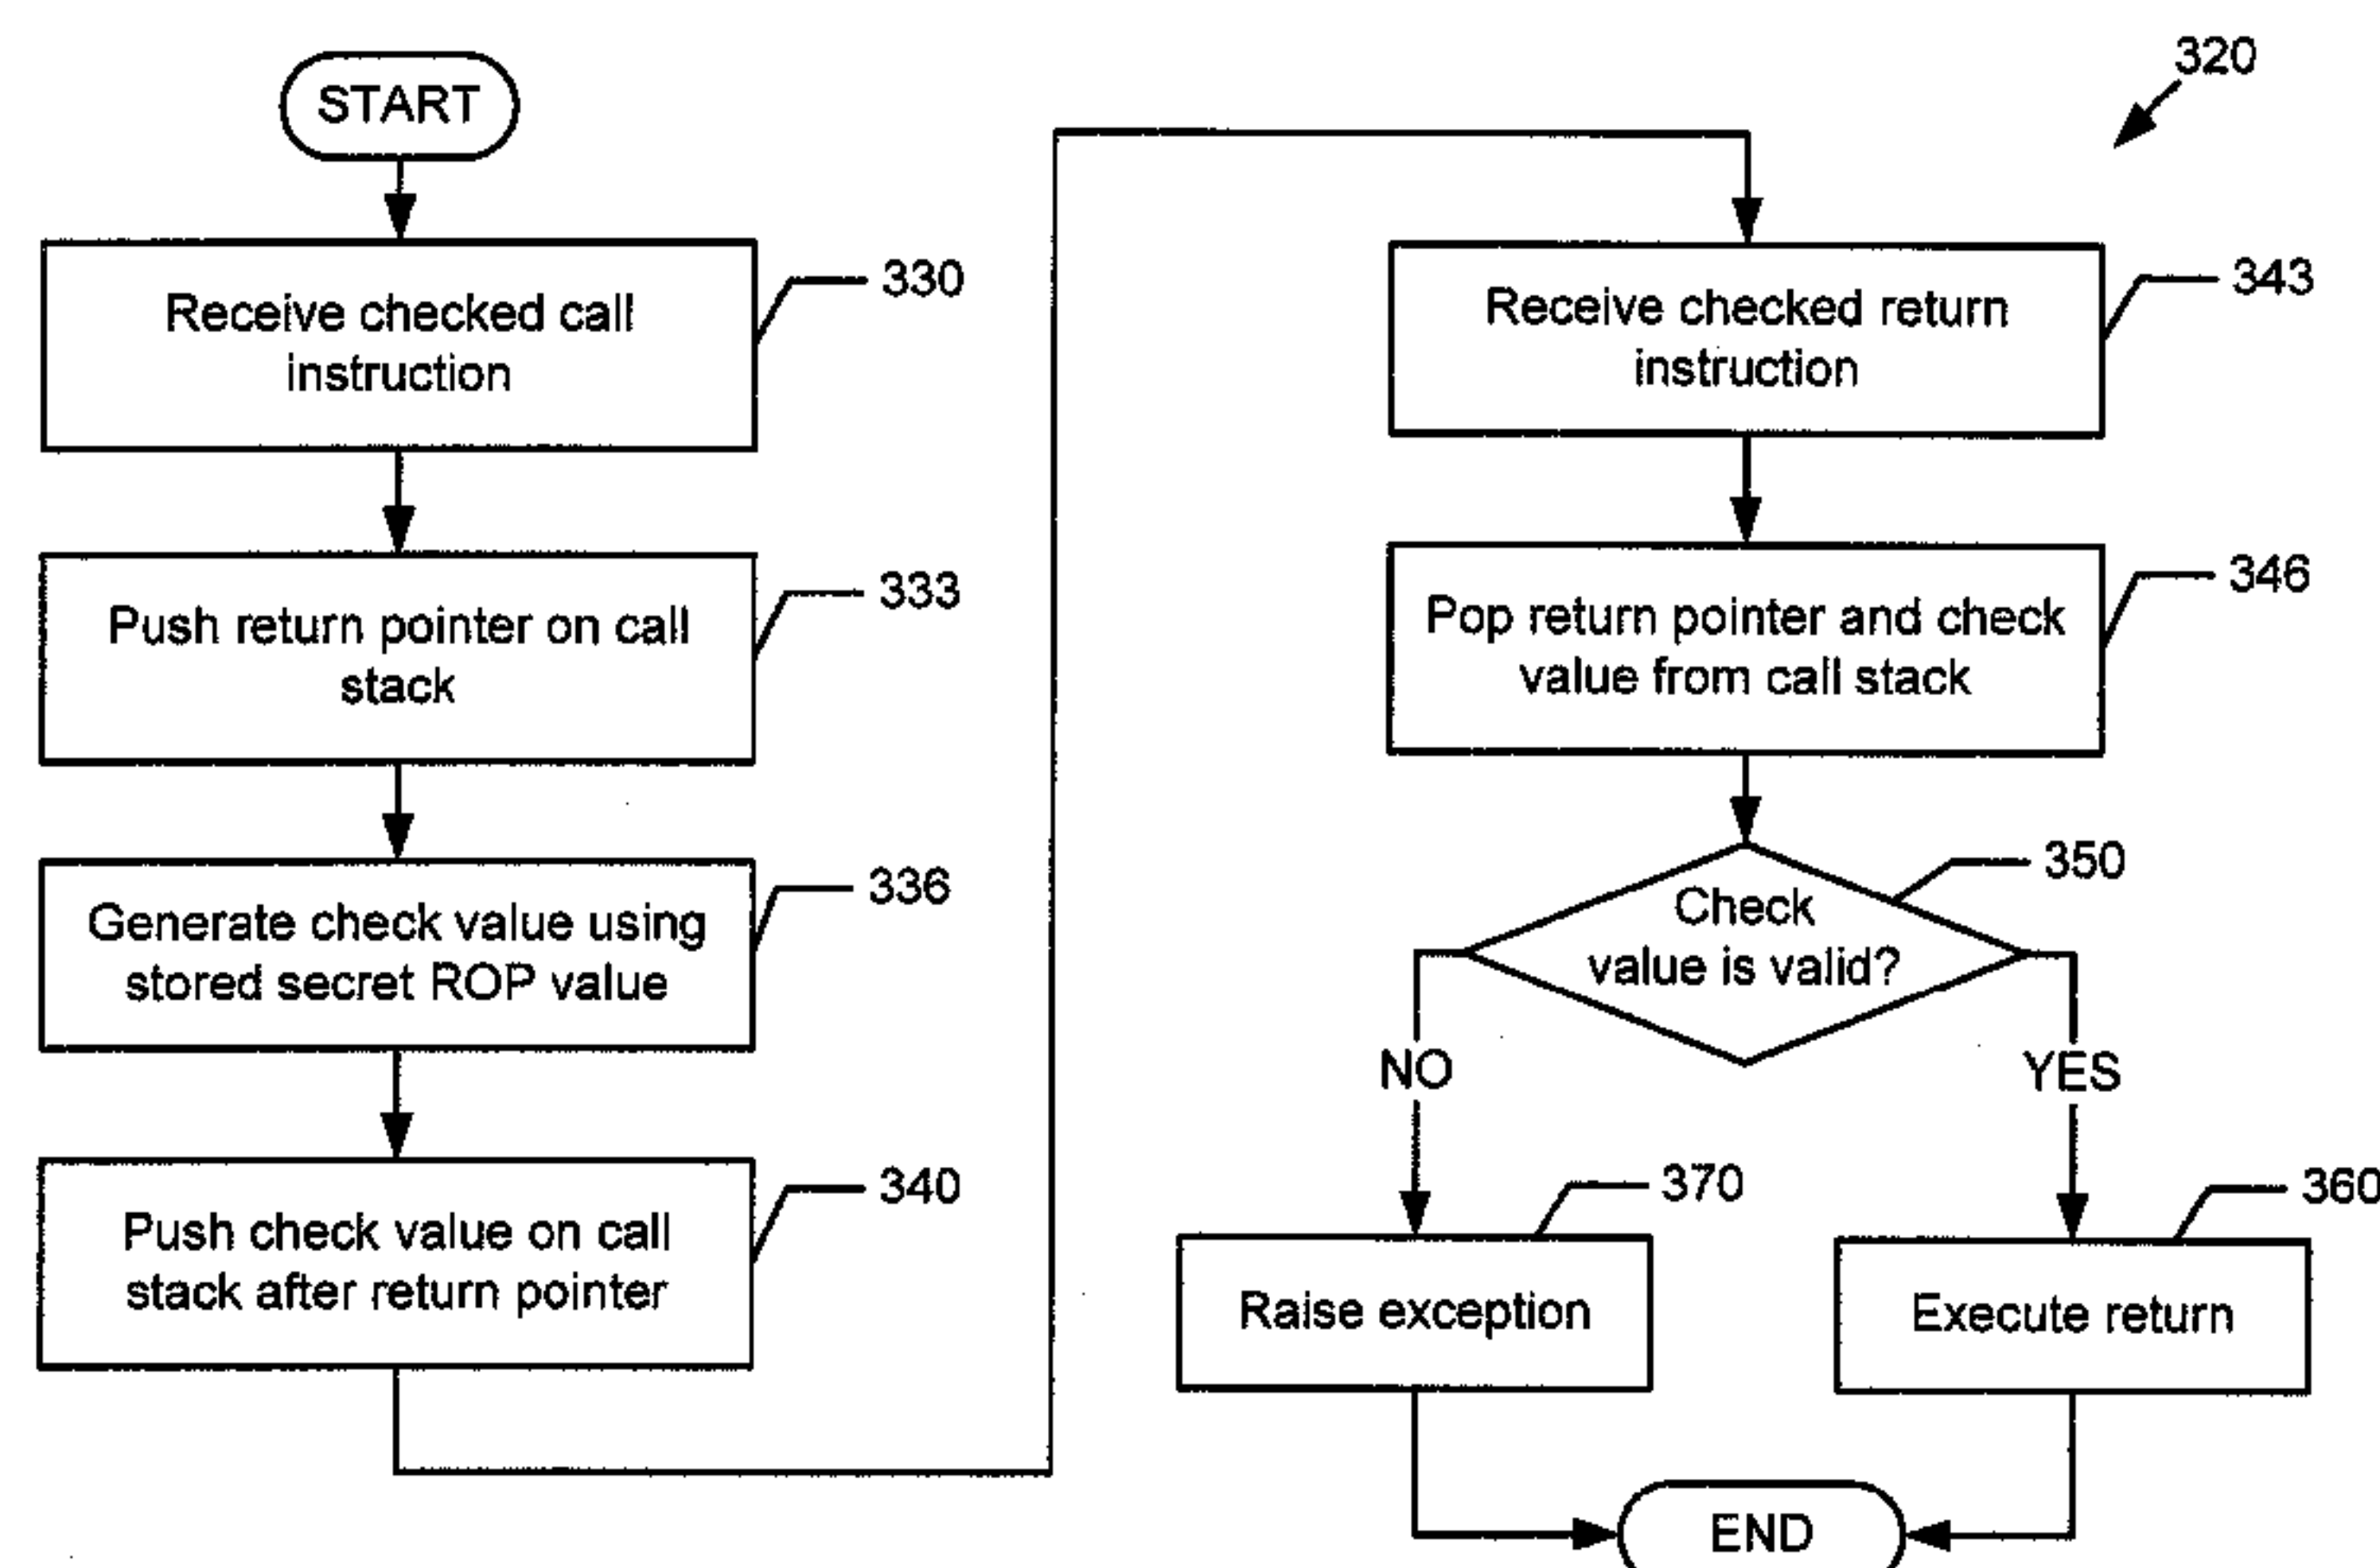 START
320
Receive checked call
instruction
330
Push return pointer on call
stack
333
Generate check value using
stored secret ROP value
336
Push check value on call
stack after return pointer
340
Receive checked return
instruction
343
Pop return pointer and check
value from call stack
346
Check
value is valid?
350
NO
YES
Raise exception
370
Execute return
360
END